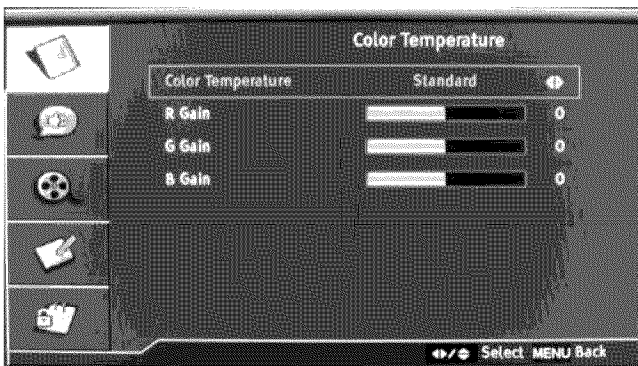 Color Temperature
Color Temperature Standard
R Gain 0
G Gain 0
B Gain 0
Select MENU Back